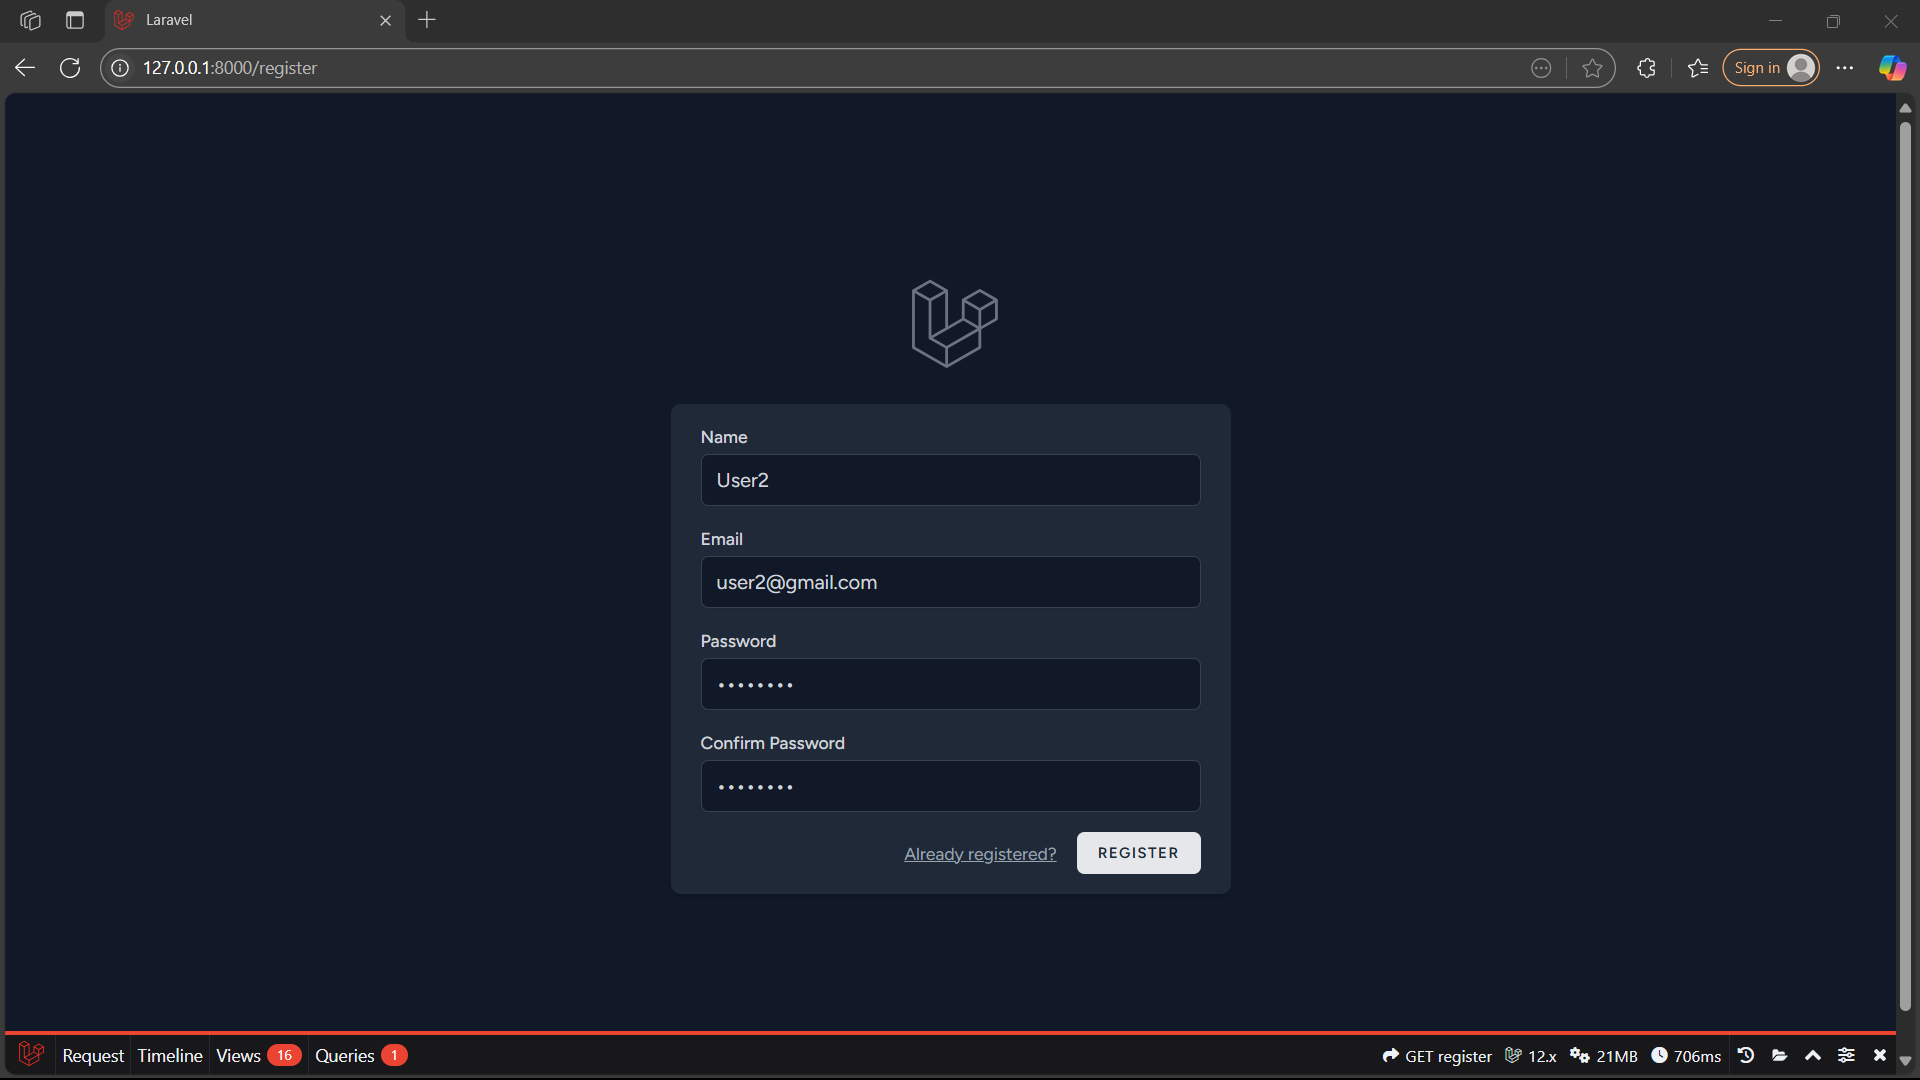 Laravel
127.0.0.1:8000/register
Sign in
Name
User2
Email
user2@gmail.com
Password
••••••••
Confirm Password
••••••••
Already registered? REGISTER
Request Timeline Views 16 Queries 1 GET register 12.x 21MB 706ms